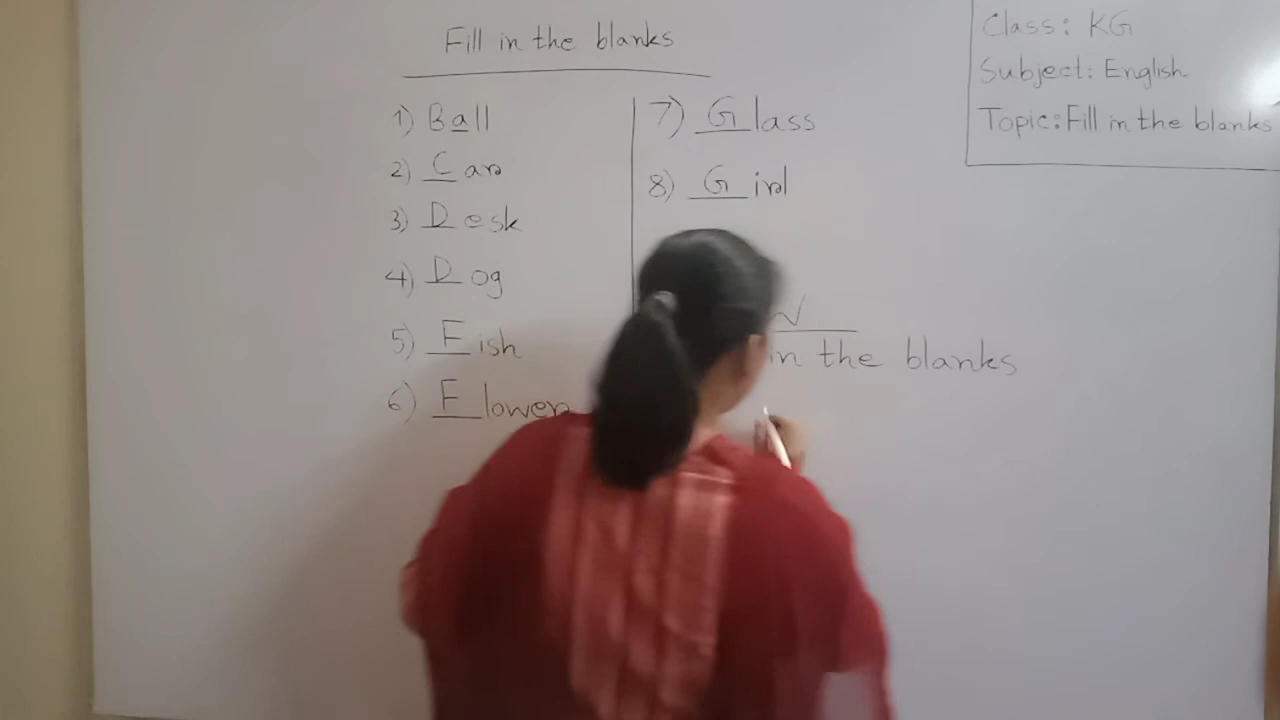 Fill in the blanks
1) Ball
2) Car
3) Desk
4) Dog
5) Fish
6) Flower
7) Glass
8) Girl
W
in the blanks
Class: KG
Subject: English
Topic: Fill in the blanks